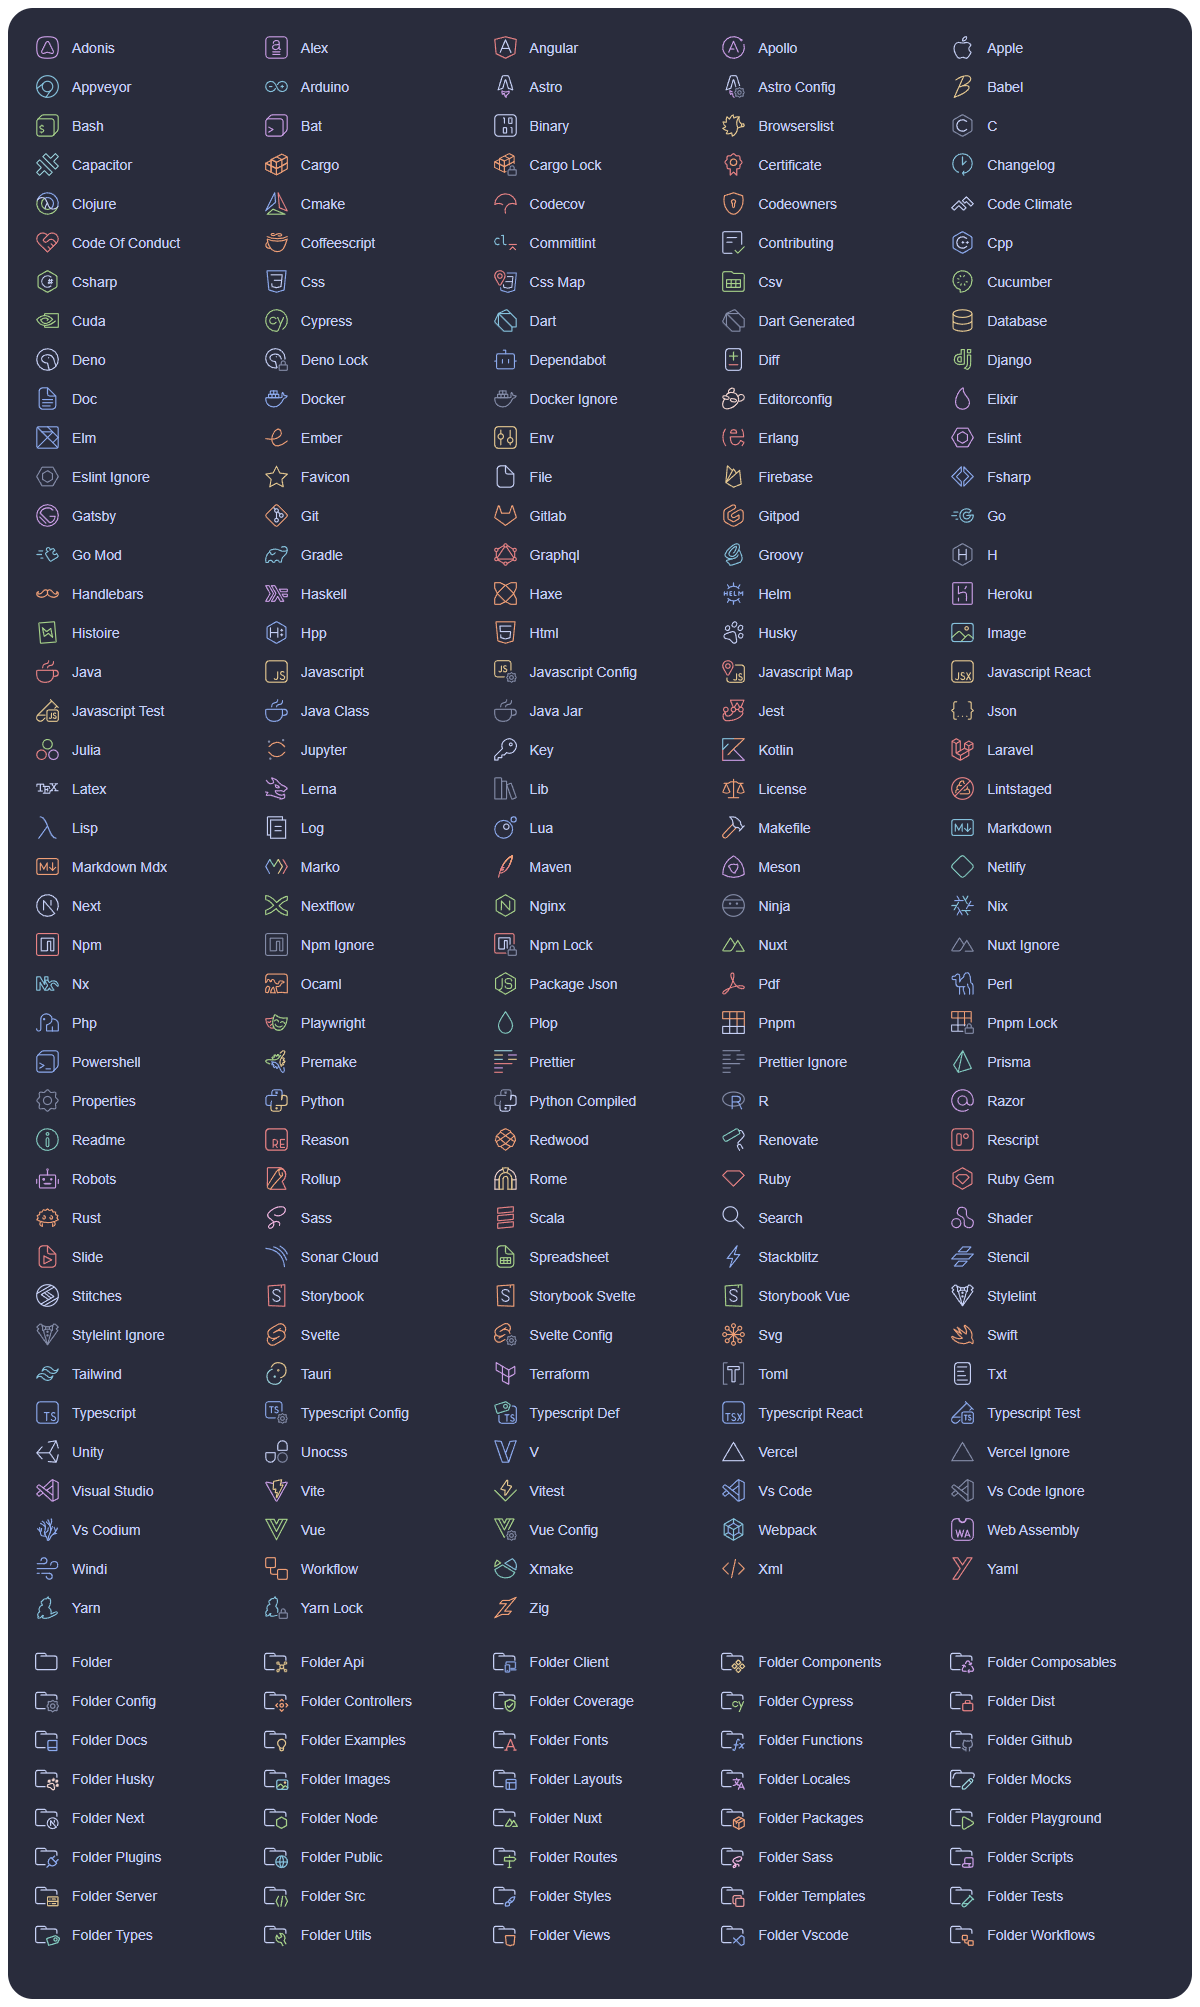 Adonis Alex Angular Apollo Apple
Appveyor Arduino Astro Astro Config Babel
Bash Bat Binary Browserslist C
Capacitor Cargo Cargo Lock Certificate Changelog
Clojure Cmake Codecov Codeowners Code Climate
Code Of Conduct Coffeescript Commitlint Contributing Cpp
Csharp Css Css Map Csv Cucumber
Cuda Cypress Dart Dart Generated Database
Deno Deno Lock Dependabot Diff Django
Doc Docker Docker Ignore Editorconfig Elixir
Elm Ember Env Erlang Eslint
Eslint Ignore Favicon File Firebase Fsharp
Gatsby Git Gitlab Gitpod Go
Go Mod Gradle Graphql Groovy H
Handlebars Haskell Haxe Helm Heroku
Histoire Hpp Html Husky Image
Java Javascript Javascript Config Javascript Map Javascript React
Javascript Test Java Class Java Jar Jest Json
Julia Jupyter Key Kotlin Laravel
Latex Lerna Lib License Lintstaged
Lisp Log Lua Makefile Markdown
Markdown Mdx Marko Maven Meson Netlify
Next Nextflow Nginx Ninja Nix
Npm Npm Ignore Npm Lock Nuxt Nuxt Ignore
Nx Ocaml Package Json Pdf Perl
Php Playwright Plop Pnpm Pnpm Lock
Powershell Premake Prettier Prettier Ignore Prisma
Properties Python Python Compiled R Razor
Readme Reason Redwood Renovate Rescript
Robots Rollup Rome Ruby Ruby Gem
Rust Sass Scala Search Shader
Slide Sonar Cloud Spreadsheet Stackblitz Stencil
Stitches Storybook Storybook Svelte Storybook Vue Stylelint
Stylelint Ignore Svelte Svelte Config Svg Swift
Tailwind Tauri Terraform Toml Txt
Typescript Typescript Config Typescript Def Typescript React Typescript Test
Unity Unocss V Vercel Vercel Ignore
Visual Studio Vite Vitest Vs Code Vs Code Ignore
Vs Codium Vue Vue Config Webpack Web Assembly
Windi Workflow Xmake Xml Yaml
Yarn Yarn Lock Zig
Folder Folder Api Folder Client Folder Components Folder Composables
Folder Config Folder Controllers Folder Coverage Folder Cypress Folder Dist
Folder Docs Folder Examples Folder Fonts Folder Functions Folder Github
Folder Husky Folder Images Folder Layouts Folder Locales Folder Mocks
Folder Next Folder Node Folder Nuxt Folder Packages Folder Playground
Folder Plugins Folder Public Folder Routes Folder Sass Folder Scripts
Folder Server Folder Src Folder Styles Folder Templates Folder Tests
Folder Types Folder Utils Folder Views Folder Vscode Folder Workflows